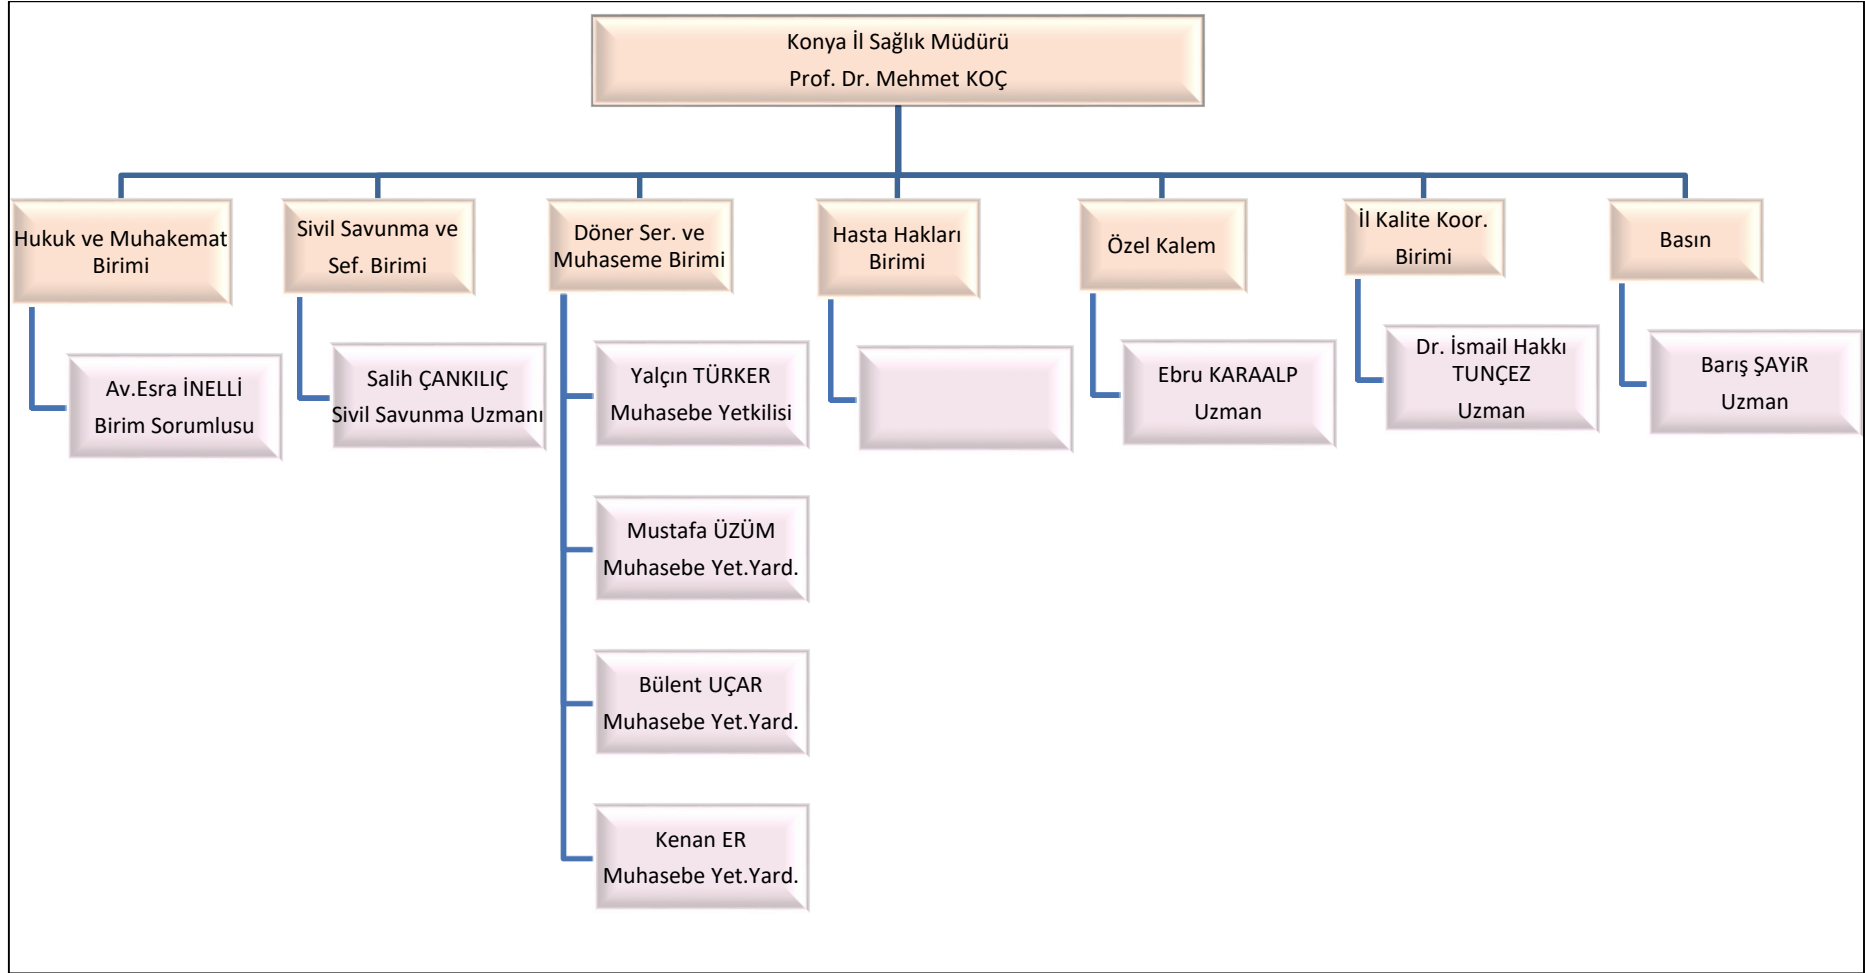 Konya İl Sağlık Müdürü
Prof. Dr. Mehmet KOÇ
Hukuk ve Muhakemat
Birimi
Sivil Savunma ve
Sef. Birimi
Döner Ser. ve
Muhaseme Birimi
Hasta Hakları
Birimi
Özel Kalem
İl Kalite Koor.
Birimi
Basın
Av.Esra İNELLİ
Birim Sorumlusu
Salih ÇANKILIÇ
Sivil Savunma Uzmanı
Yalçın TÜRKER
Muhasebe Yetkilisi
Mustafa ÜZÜM
Muhasebe Yet.Yard.
Bülent UÇAR
Muhasebe Yet.Yard.
Kenan ER
Muhasebe Yet.Yard.
Ebru KARAALP
Uzman
Dr. İsmail Hakkı
TUNÇEZ
Uzman
Barış ŞAYiR
Uzman